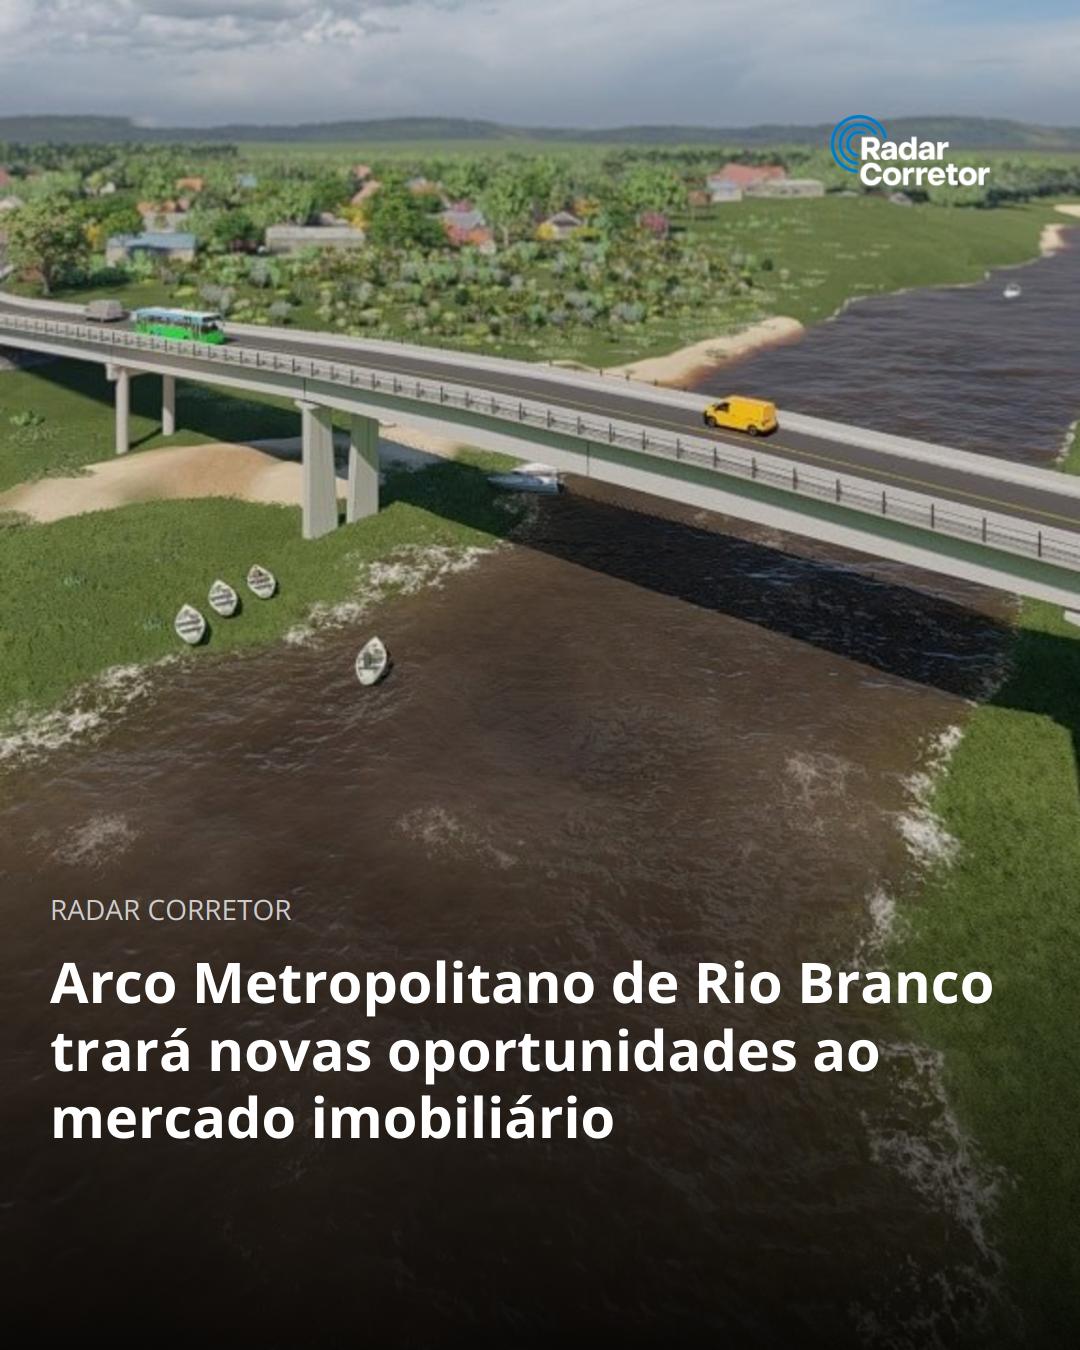 Radar
Corretor
RADAR CORRETOR
Arco Metropolitano de Rio Branco
trará novas oportunidades ao
mercado imobiliário